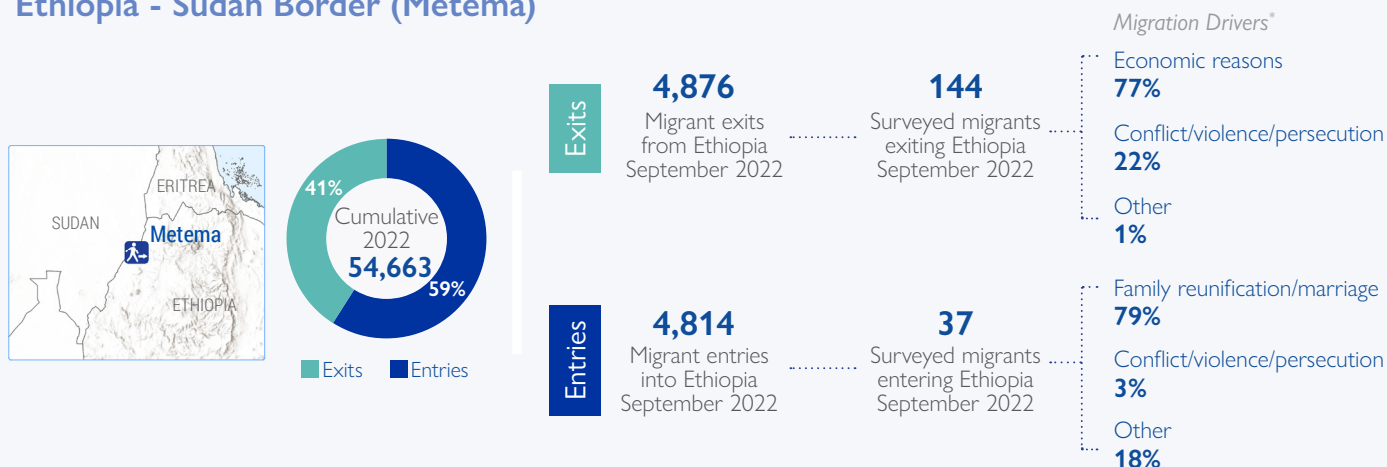 Ethiopia - Sudan Border (Metema)
Migration Drivers*
Exits
4,876
Migrant exits
from Ethiopia
September 2022
144
Surveyed migrants
exiting Ethiopia
September 2022
Economic reasons
77%
Conflict/violence/persecution
22%
Other
1%
ERITREA
SUDAN
Metema
ETHIOPIA
41%
Cumulative
2022
54,663
59%
Exits
Entries
Entries
4,814
Migrant entries
into Ethiopia
September 2022
37
Surveyed migrants
entering Ethiopia
September 2022
Family reunification/marriage
79%
Conflict/violence/persecution
3%
Other
18%